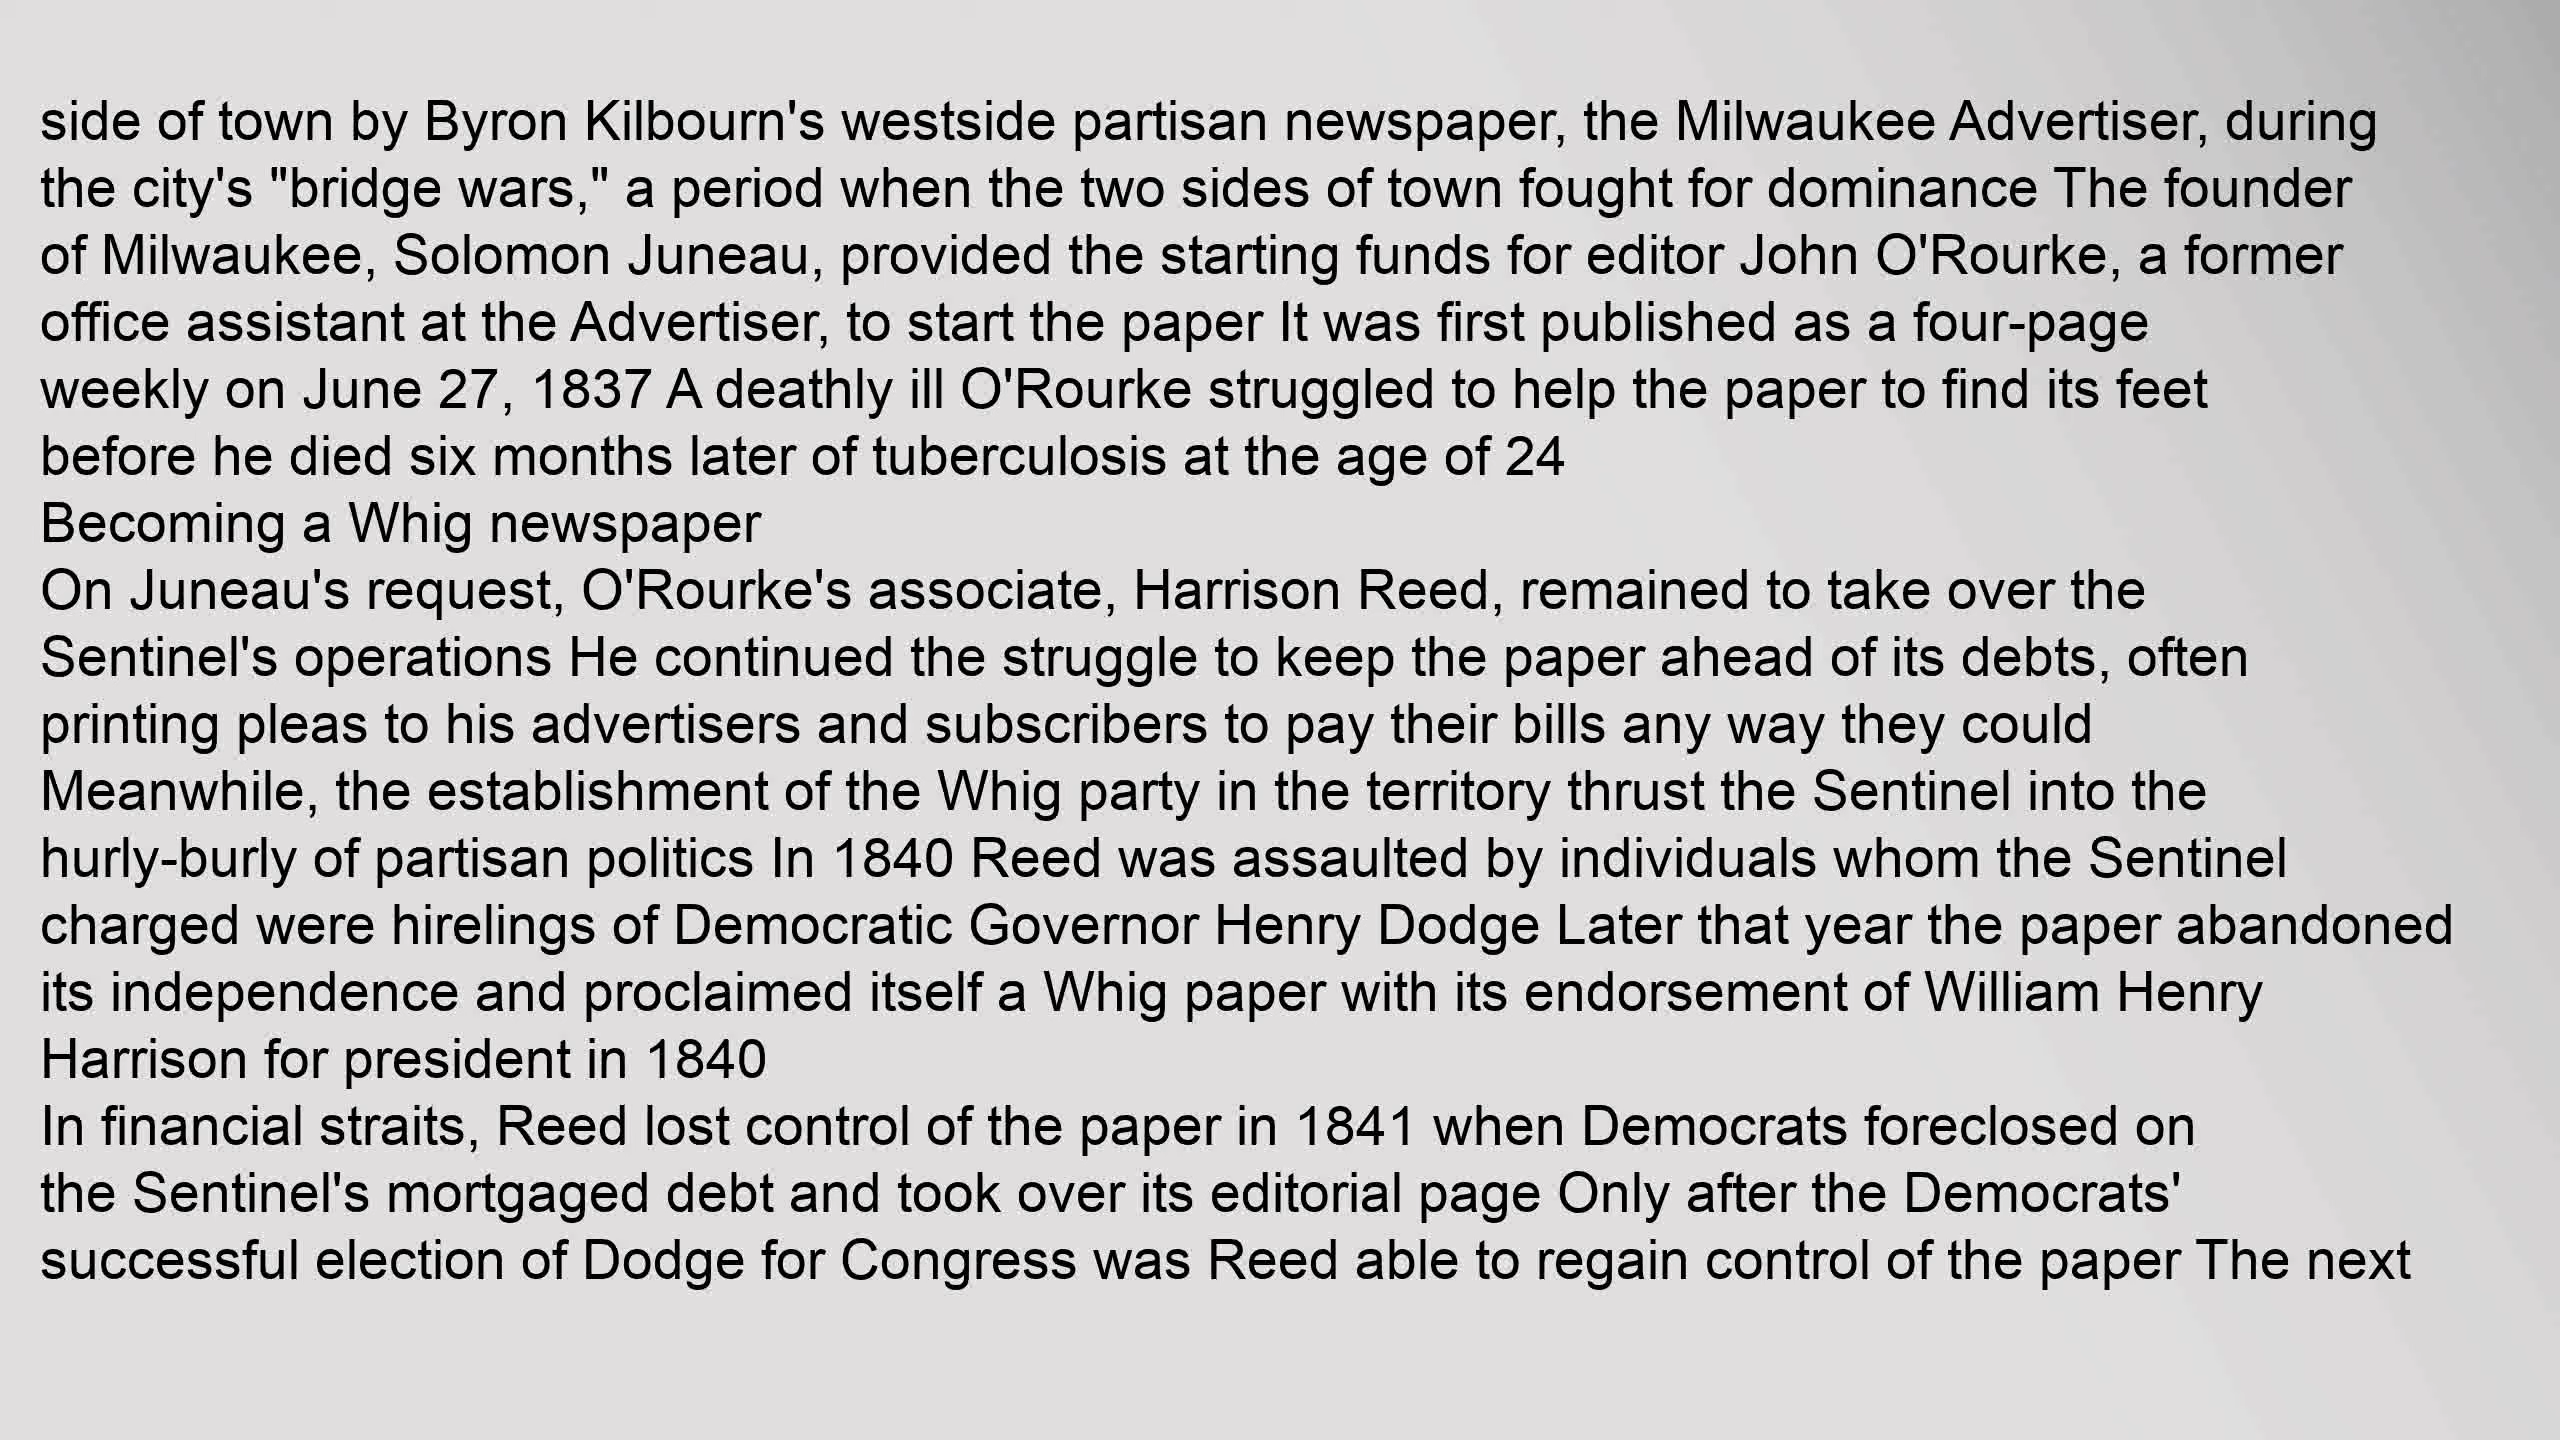 side of town by Byron Kilbourn's westside partisan newspaper, the Milwaukee Advertiser, during
the city's "bridge wars," a period when the two sides of town fought for dominance The founder
of Milwaukee, Solomon Juneau, provided the starting funds for editor John O'Rourke, a former
office assistant at the Advertiser, to start the paper It was first published as a four-page
weekly on June 27, 1837 A deathly ill O'Rourke struggled to help the paper to find its feet
before he died six months later of tuberculosis at the age of 24
Becoming a Whig newspaper
On Juneau's request, O'Rourke's associate, Harrison Reed, remained to take over the
Sentinel's operations He continued the struggle to keep the paper ahead of its debts, often
printing pleas to his advertisers and subscribers to pay their bills any way they could
Meanwhile, the establishment of the Whig party in the territory thrust the Sentinel into the
hurly-burly of partisan politics In 1840 Reed was assaulted by individuals whom the Sentinel
charged were hirelings of Democratic Governor Henry Dodge Later that year the paper abandoned
its independence and proclaimed itself a Whig paper with its endorsement of William Henry
Harrison for president in 1840
In financial straits, Reed lost control of the paper in 1841 when Democrats foreclosed on
the Sentinel's mortgaged debt and took over its editorial page Only after the Democrats'
successful election of Dodge for Congress was Reed able to regain control of the paper The next